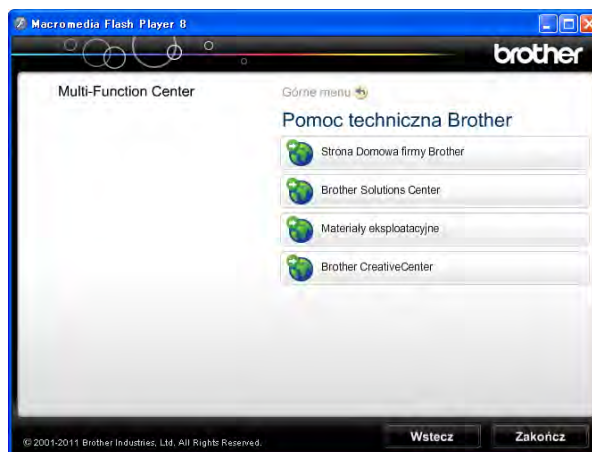 Macromedia Flash Player 8
brother
Multi-Function Center
Górne menu
Pomoc techniczna Brother
Strona Domowa firmy Brother
Brother Solutions Center
Materiały eksploatacyjne
Brother CreativeCenter
© 2001-2011 Brother Industries, Ltd. All Rights Reserved.
Wstecz
Zakończ